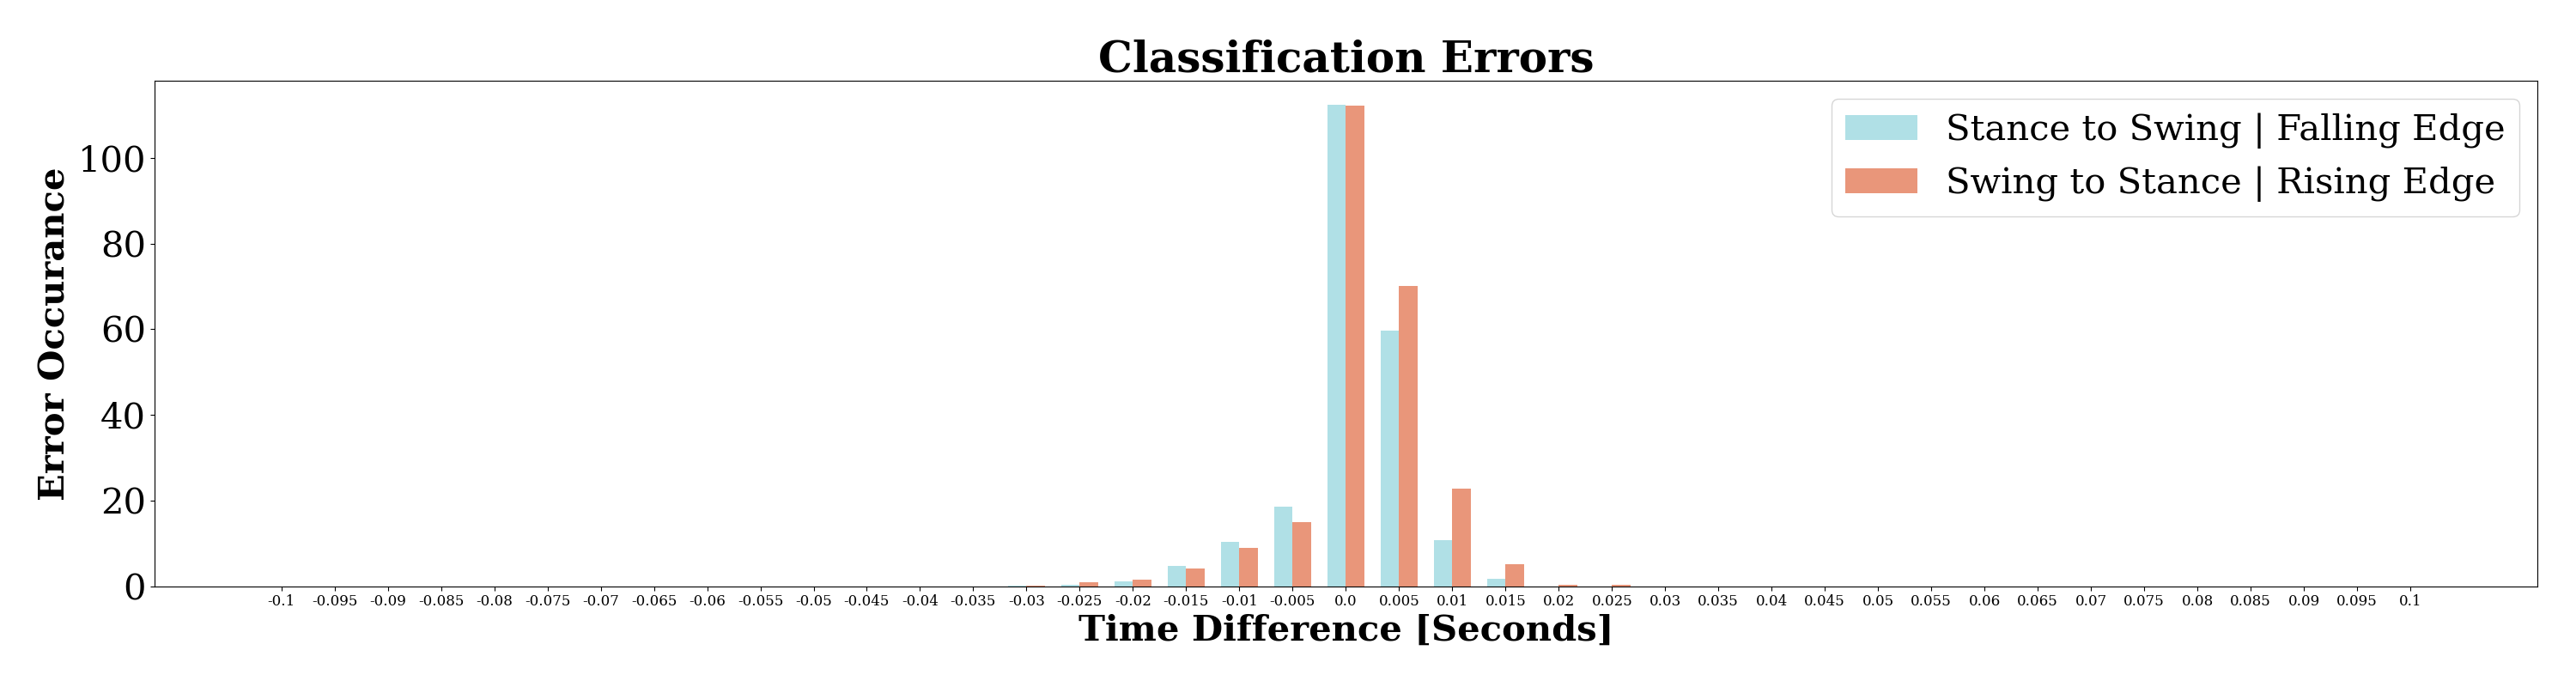 Classification Errors
Stance to Swing | Falling Edge
Swing to Stance | Rising Edge
Error Occurance
100
80
60
40
20
0
-0.1 -0.095 -0.09 -0.085 -0.08 -0.075 -0.07 -0.065 -0.06 -0.055 -0.05 -0.045 -0.04 -0.035 -0.03 -0.025 -0.02 -0.015 -0.01 -0.005 0.0 0.005 0.01 0.015 0.02 0.025 0.03 0.035 0.04 0.045 0.05 0.055 0.06 0.065 0.07 0.075 0.08 0.085 0.09 0.095 0.1
Time Difference [Seconds]